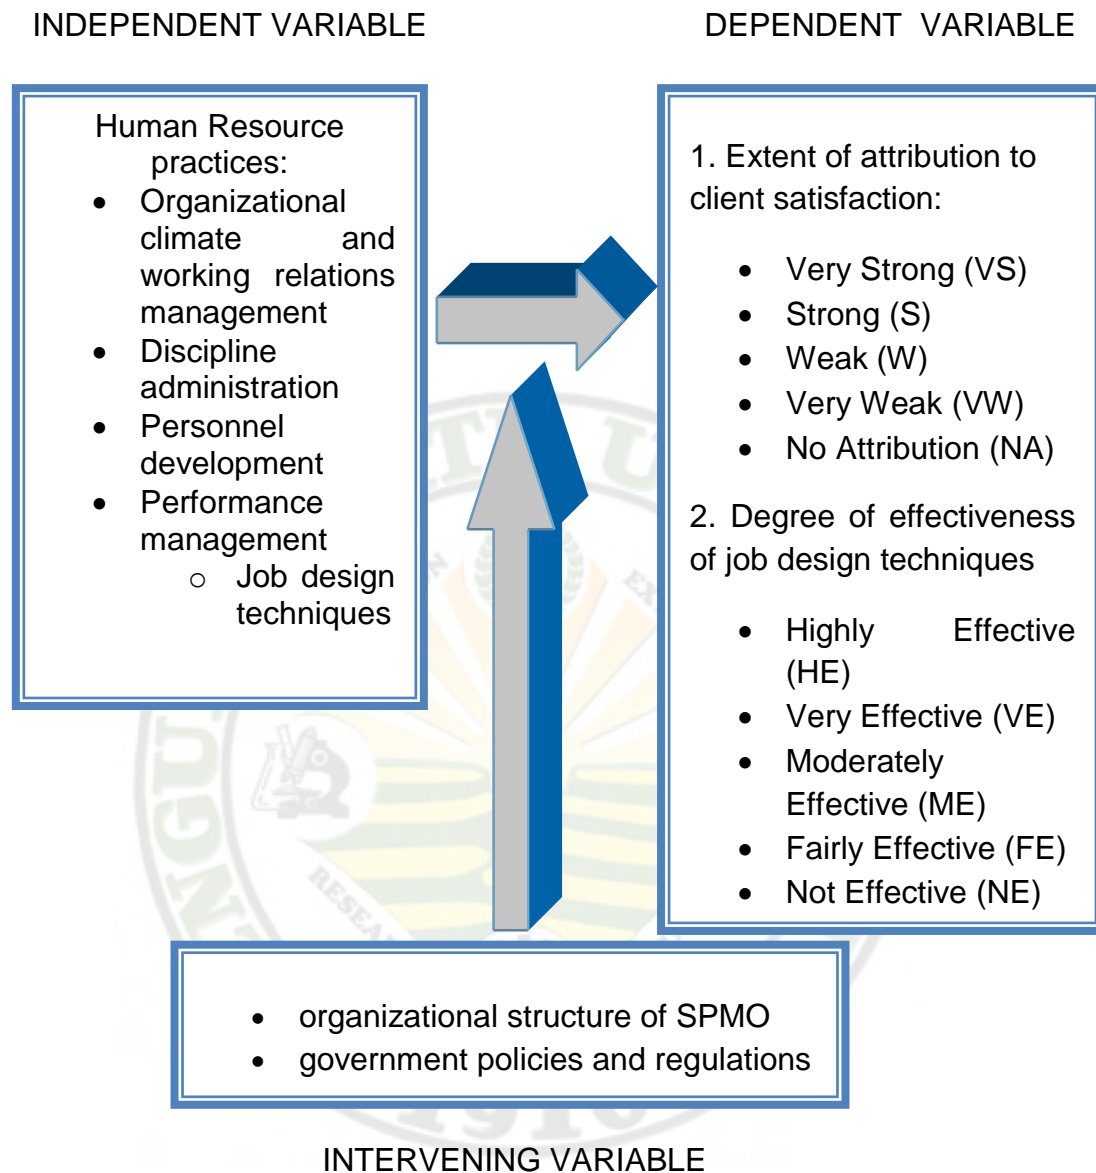 INDEPENDENT VARIABLE
DEPENDENT VARIABLE
Human Resource
practices:
• Organizational
climate and
working relations
management
• Discipline
administration
• Personnel
development
• Performance
management
o Job design
techniques
1. Extent of attribution to
client satisfaction:
• Very Strong (VS)
• Strong (S)
• Weak (W)
• Very Weak (VW)
• No Attribution (NA)
2. Degree of effectiveness
of job design techniques
• Highly Effective
(HE)
• Very Effective (VE)
• Moderately
Effective (ME)
• Fairly Effective (FE)
• Not Effective (NE)
• organizational structure of SPMO
• government policies and regulations
INTERVENING VARIABLE